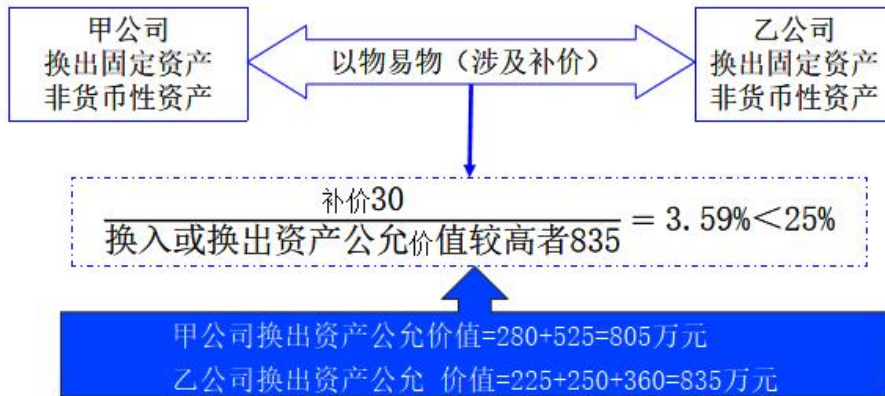 甲公司
换出固定资产
非货币性资产
以物易物（涉及补价）
乙公司
换出固定资产
非货币性资产
补价30
换入或换出资产公允价值较高者835
= 3.59%＜25%
甲公司换出资产公允价值=280+525=805万元
乙公司换出资产公允 价值=225+250+360=835万元